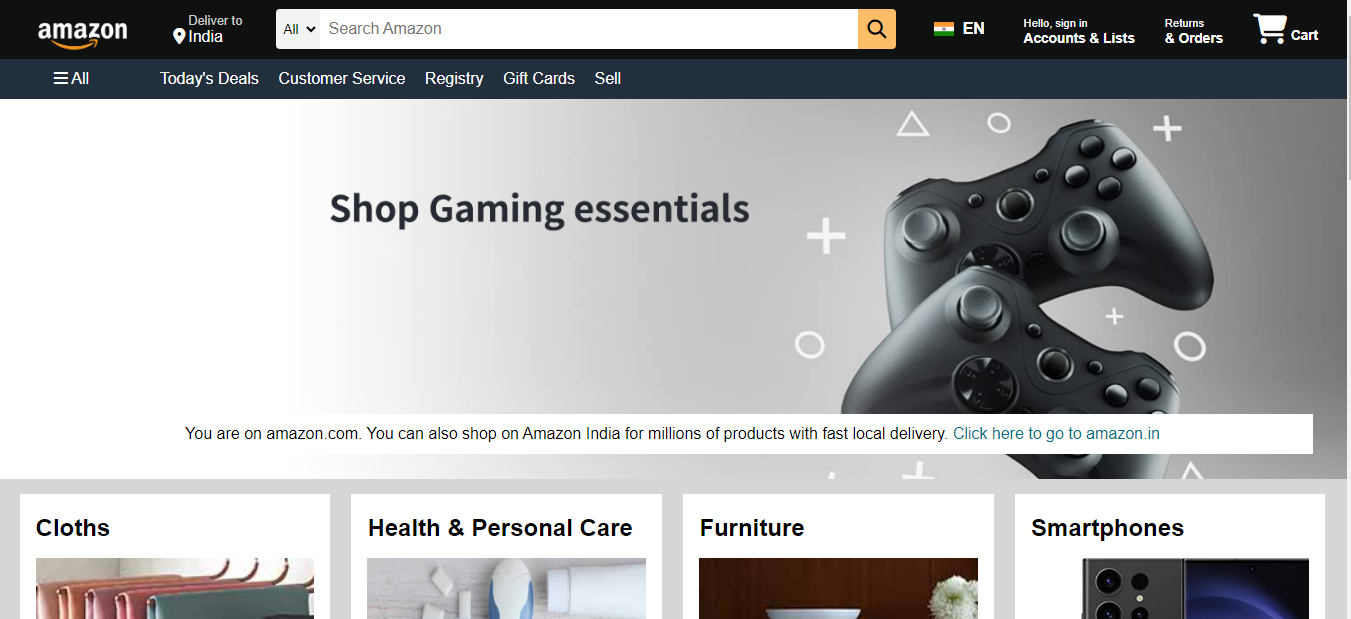 amazon
Deliver to
India
All
Search Amazon
EN
Hello, sign in
Accounts & Lists
Returns
& Orders
Cart
All
Today's Deals
Customer Service
Registry
Gift Cards
Sell
Shop Gaming essentials
You are on amazon.com. You can also shop on Amazon India for millions of products with fast local delivery. Click here to go to amazon.in
Cloths
Health & Personal Care
Furniture
Smartphones